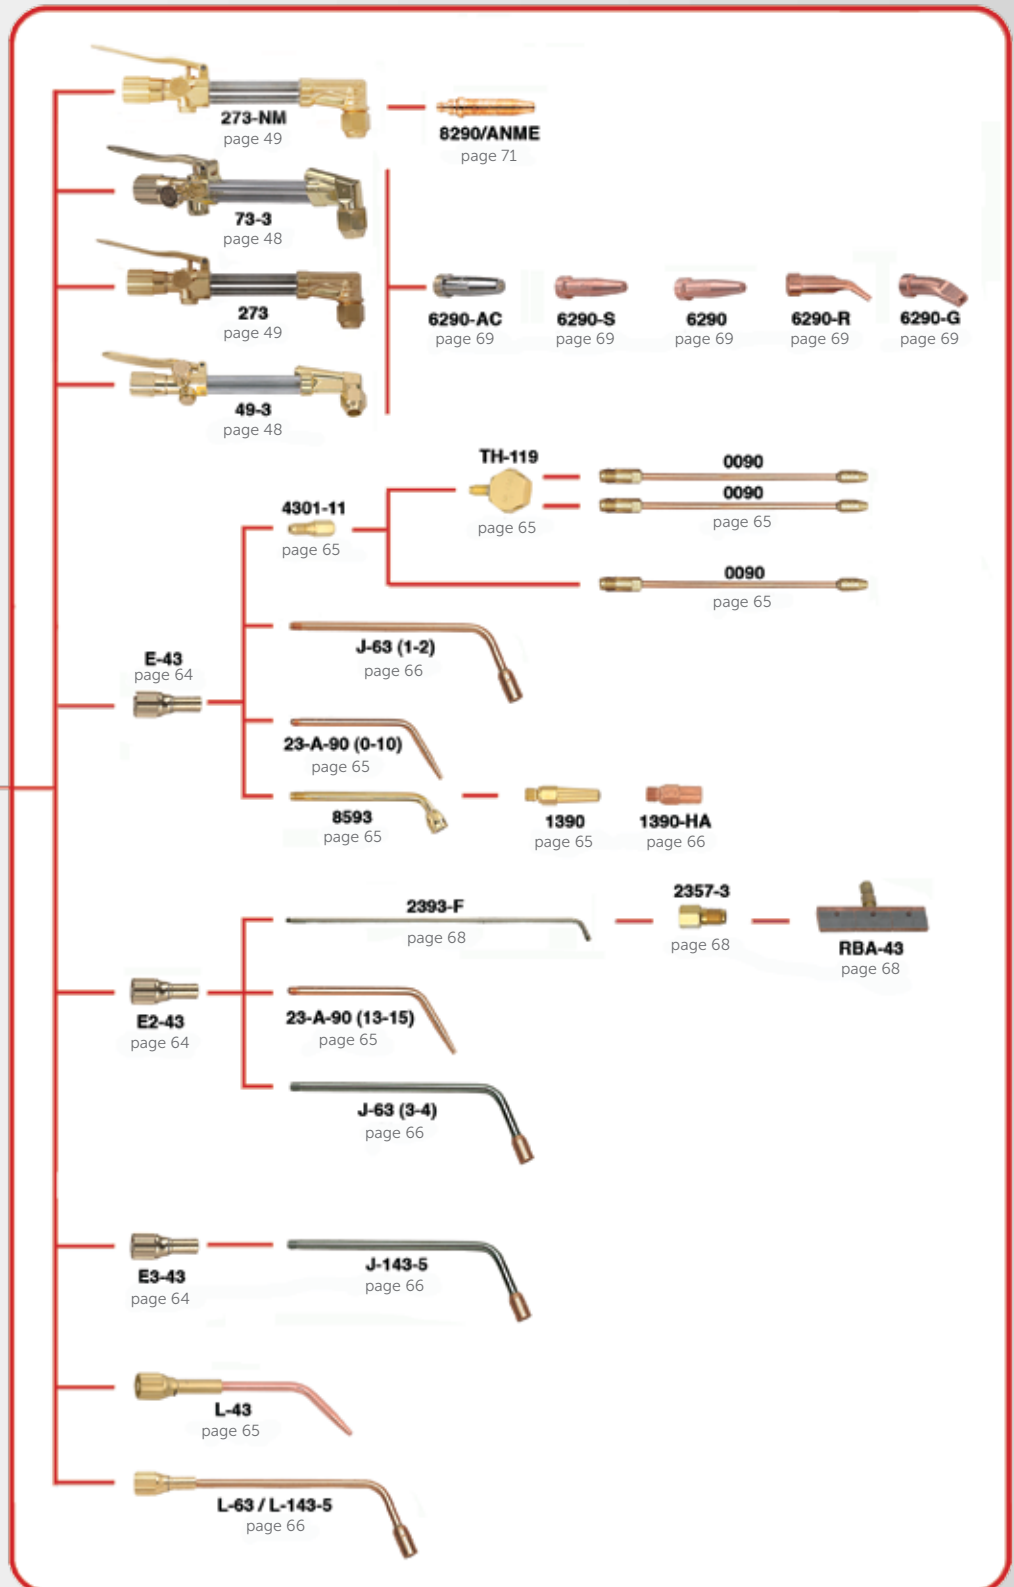 273-NM
page 49
8290/ANME
page 71
73-3
page 48
273
page 49
6290-AC
page 69
6290-S
page 69
6290
page 69
6290-R
page 69
6290-G
page 69
49-3
page 48
TH-119
page 65
0090
0090
page 65
4301-11
page 65
0090
page 65
J-63 (1-2)
page 66
E-43
page 64
23-A-90 (0-10)
page 65
8593
page 65
1390
page 65
1390-HA
page 66
2393-F
page 68
2357-3
page 68
RBA-43
page 68
E2-43
page 64
23-A-90 (13-15)
page 65
J-63 (3-4)
page 66
E3-43
page 64
J-143-5
page 66
L-43
page 65
L-63 / L-143-5
page 66